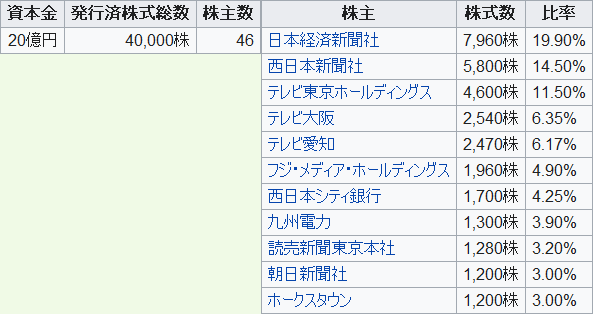 資本金 発行済株式総数 株主数 株主 株式数 比率
20億円 40,000株 46 日本経済新聞社 7,960株 19.90%
西日本新聞社 5,800株 14.50%
テレビ東京ホールディングス 4,600株 11.50%
テレビ大阪 2,540株 6.35%
テレビ愛知 2,470株 6.17%
フジ・メディア・ホールディングス 1,960株 4.90%
西日本シティ銀行 1,700株 4.25%
九州電力 1,300株 3.90%
読売新聞東京本社 1,280株 3.20%
朝日新聞社 1,200株 3.00%
ホークスタウン 1,200株 3.00%